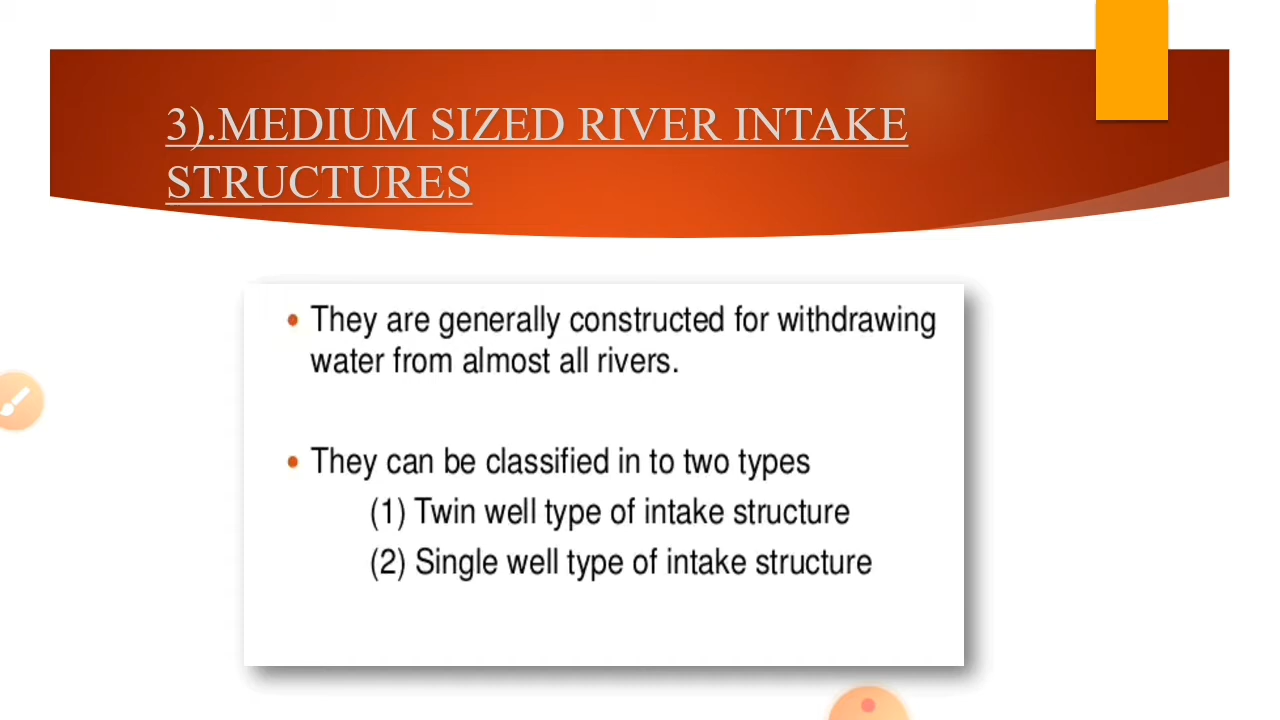 3).MEDIUM SIZED RIVER INTAKE
STRUCTURES
• They are generally constructed for withdrawing
water from almost all rivers.
• They can be classified in to two types
(1) Twin well type of intake structure
(2) Single well type of intake structure